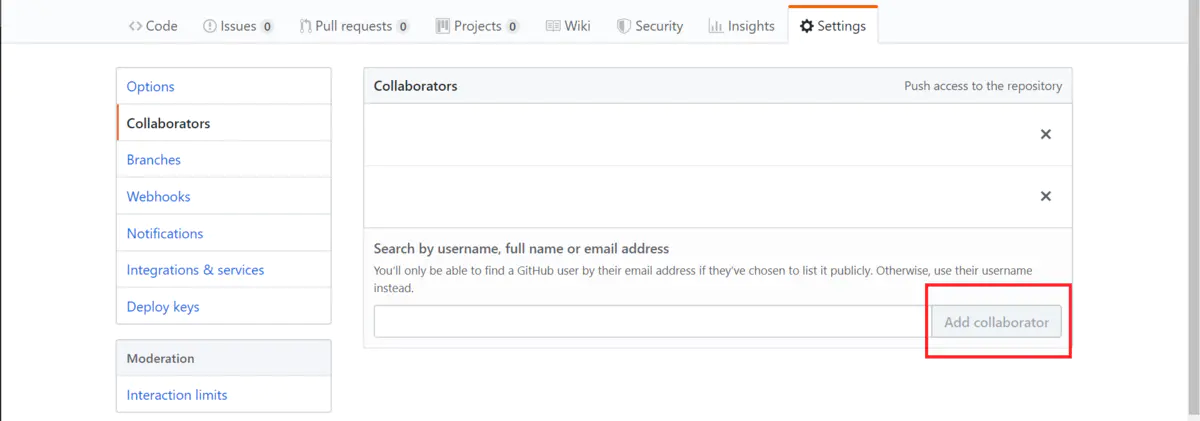 Code Issues 0 Pull requests 0 Projects 0 Wiki Security Insights Settings
Options
Collaborators
Branches
Webhooks
Notifications
Integrations & services
Deploy keys
Moderation
Interaction limits
Collaborators Push access to the repository
Search by username, full name or email address
You'll only be able to find a GitHub user by their email address if they've chosen to list it publicly. Otherwise, use their username
instead.
Add collaborator